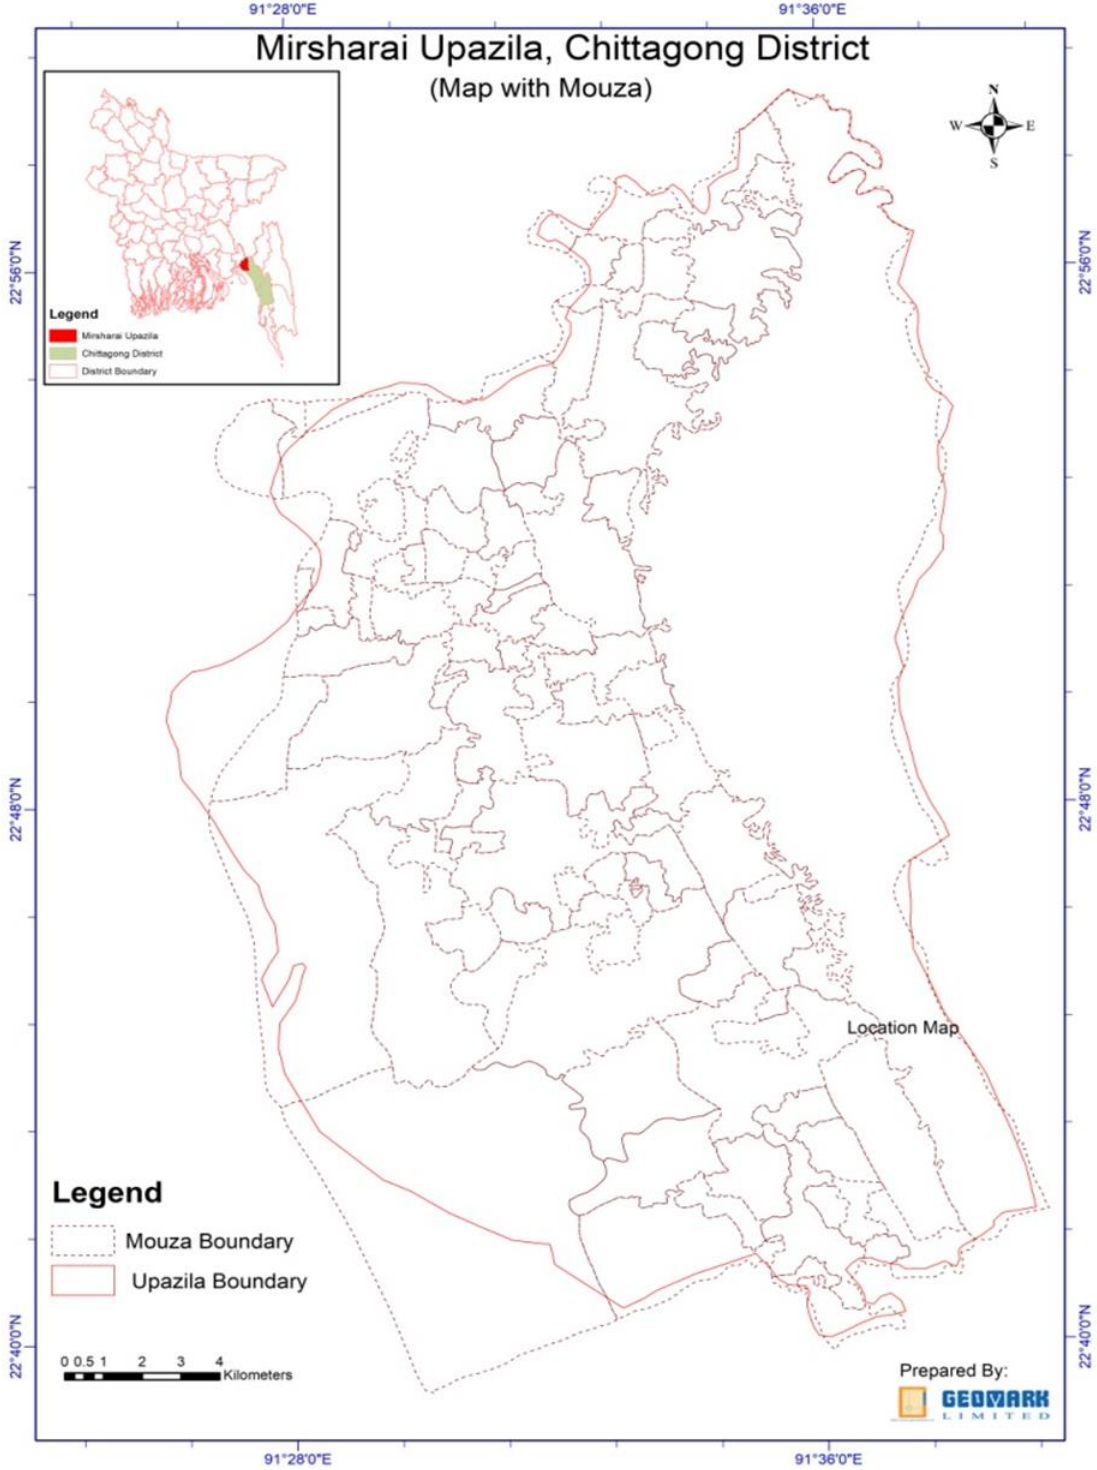 91°28'0"E
91°36'0"E
Mirsharai Upazila, Chittagong District
(Map with Mouza)
N
W
E
S
22°56'0"N
22°56'0"N
Legend
Mirsharai Upazila
Chittagong District
District Boundary
22°48'0"N
22°48'0"N
Location Map
Legend
Mouza Boundary
Upazila Boundary
22°40'0"N
22°40'0"N
0 0.5 1 2 3 4
Kilometers
Prepared By:
GEOMARK
LIMITED
91°28'0"E
91°36'0"E